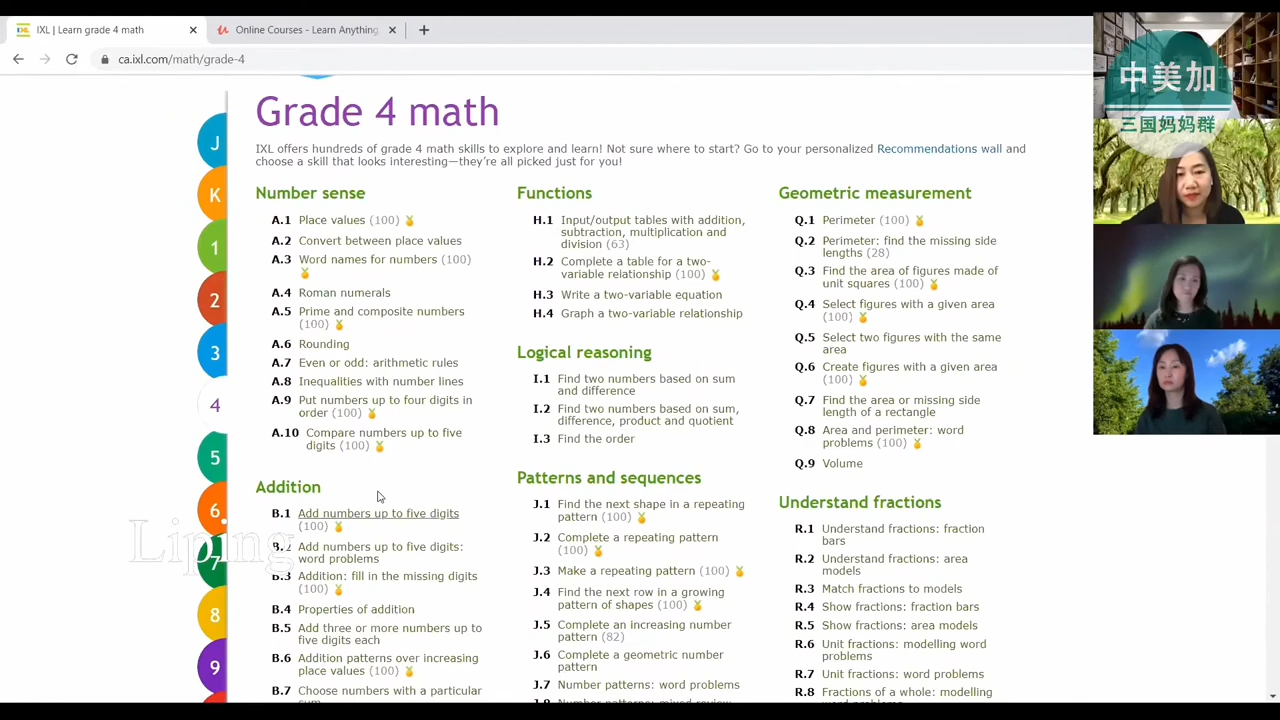 IXL | Learn grade 4 math
Online Courses - Learn Anything,
ca.ixl.com/math/grade-4
Grade 4 math
IXL offers hundreds of grade 4 math skills to explore and learn! Not sure where to start? Go to your personalized Recommendations wall and
choose a skill that looks interesting—they're all picked just for you!
J
K
1
2
3
4
5
6
7
8
9
Number sense
A.1 Place values (100)
A.2 Convert between place values
A.3 Word names for numbers (100)
A.4 Roman numerals
A.5 Prime and composite numbers
(100)
A.6 Rounding
A.7 Even or odd: arithmetic rules
A.8 Inequalities with number lines
A.9 Put numbers up to four digits in
order (100)
A.10 Compare numbers up to five
digits (100)
Addition
B.1 Add numbers up to five digits
(100)
B.2 Add numbers up to five digits:
word problems
B.3 Addition: fill in the missing digits
(100)
B.4 Properties of addition
B.5 Add three or more numbers up to
five digits each
B.6 Addition patterns over increasing
place values (100)
B.7 Choose numbers with a particular
sum
Functions
H.1 Input/output tables with addition,
subtraction, multiplication and
division (63)
H.2 Complete a table for a two-
variable relationship (100)
H.3 Write a two-variable equation
H.4 Graph a two-variable relationship
Logical reasoning
I.1 Find two numbers based on sum
and difference
I.2 Find two numbers based on sum,
difference, product and quotient
I.3 Find the order
Patterns and sequences
J.1 Find the next shape in a repeating
pattern (100)
J.2 Complete a repeating pattern
(100)
J.3 Make a repeating pattern (100)
J.4 Find the next row in a growing
pattern of shapes (100)
J.5 Complete an increasing number
pattern (82)
J.6 Complete a geometric number
pattern
J.7 Number patterns: word problems
J.8 Number patterns: mixed review
Geometric measurement
Q.1 Perimeter (100)
Q.2 Perimeter: find the missing side
lengths (28)
Q.3 Find the area of figures made of
unit squares (100)
Q.4 Select figures with a given area
(100)
Q.5 Select two figures with the same
area
Q.6 Create figures with a given area
(100)
Q.7 Find the area or missing side
length of a rectangle
Q.8 Area and perimeter: word
problems (100)
Q.9 Volume
Understand fractions
R.1 Understand fractions: fraction
bars
R.2 Understand fractions: area
models
R.3 Match fractions to models
R.4 Show fractions: fraction bars
R.5 Show fractions: area models
R.6 Unit fractions: modelling word
problems
R.7 Unit fractions: word problems
R.8 Fractions of a whole: modelling
word problems
中美加
三国妈妈群
Liping